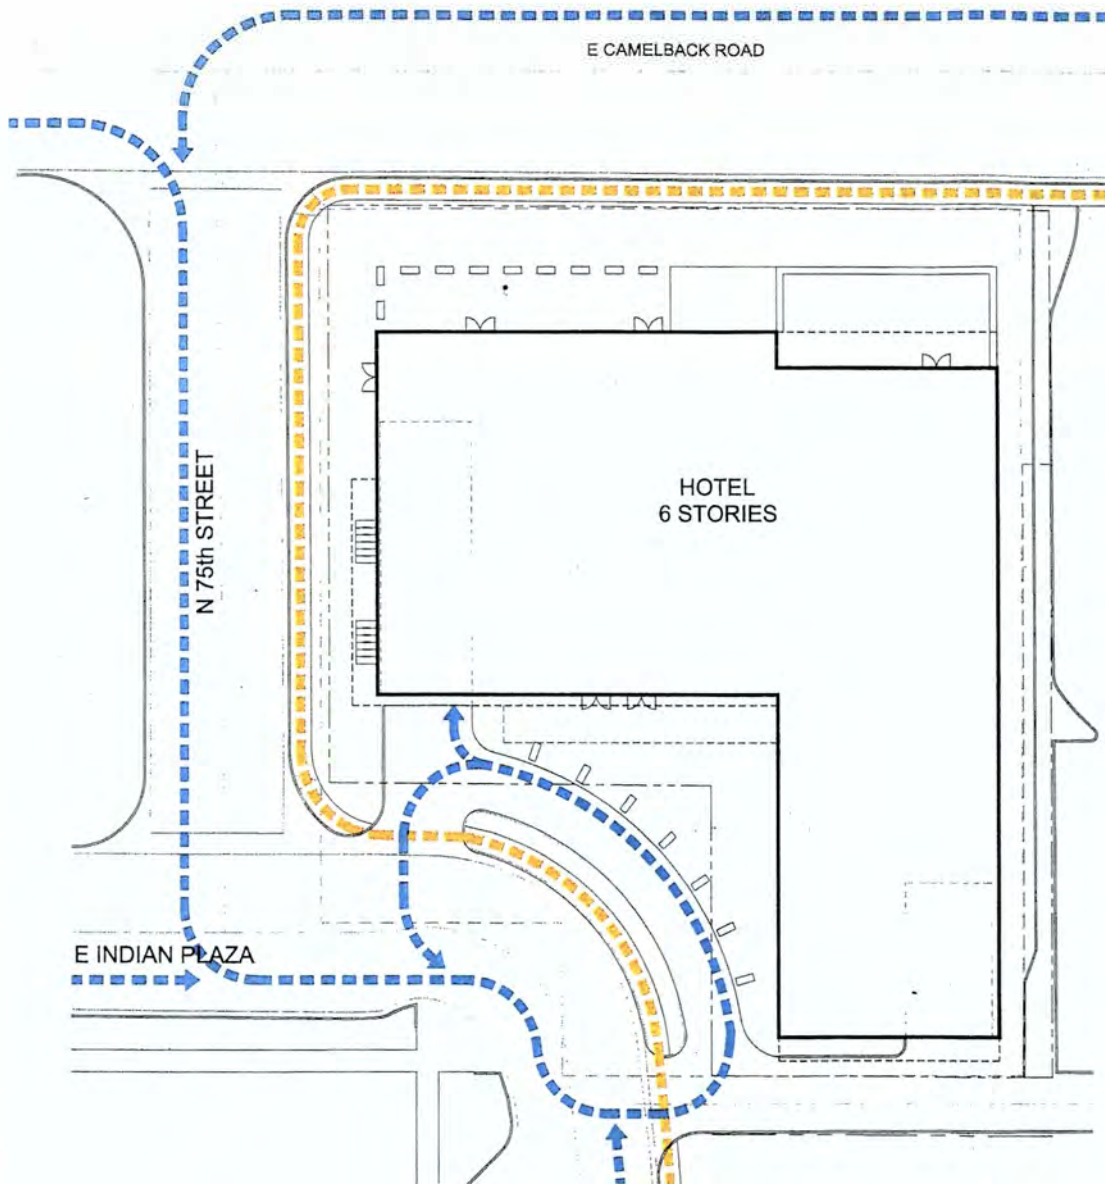 E CAMELBACK ROAD
HOTEL
6 STORIES
N 75th STREET
E INDIAN PLAZA